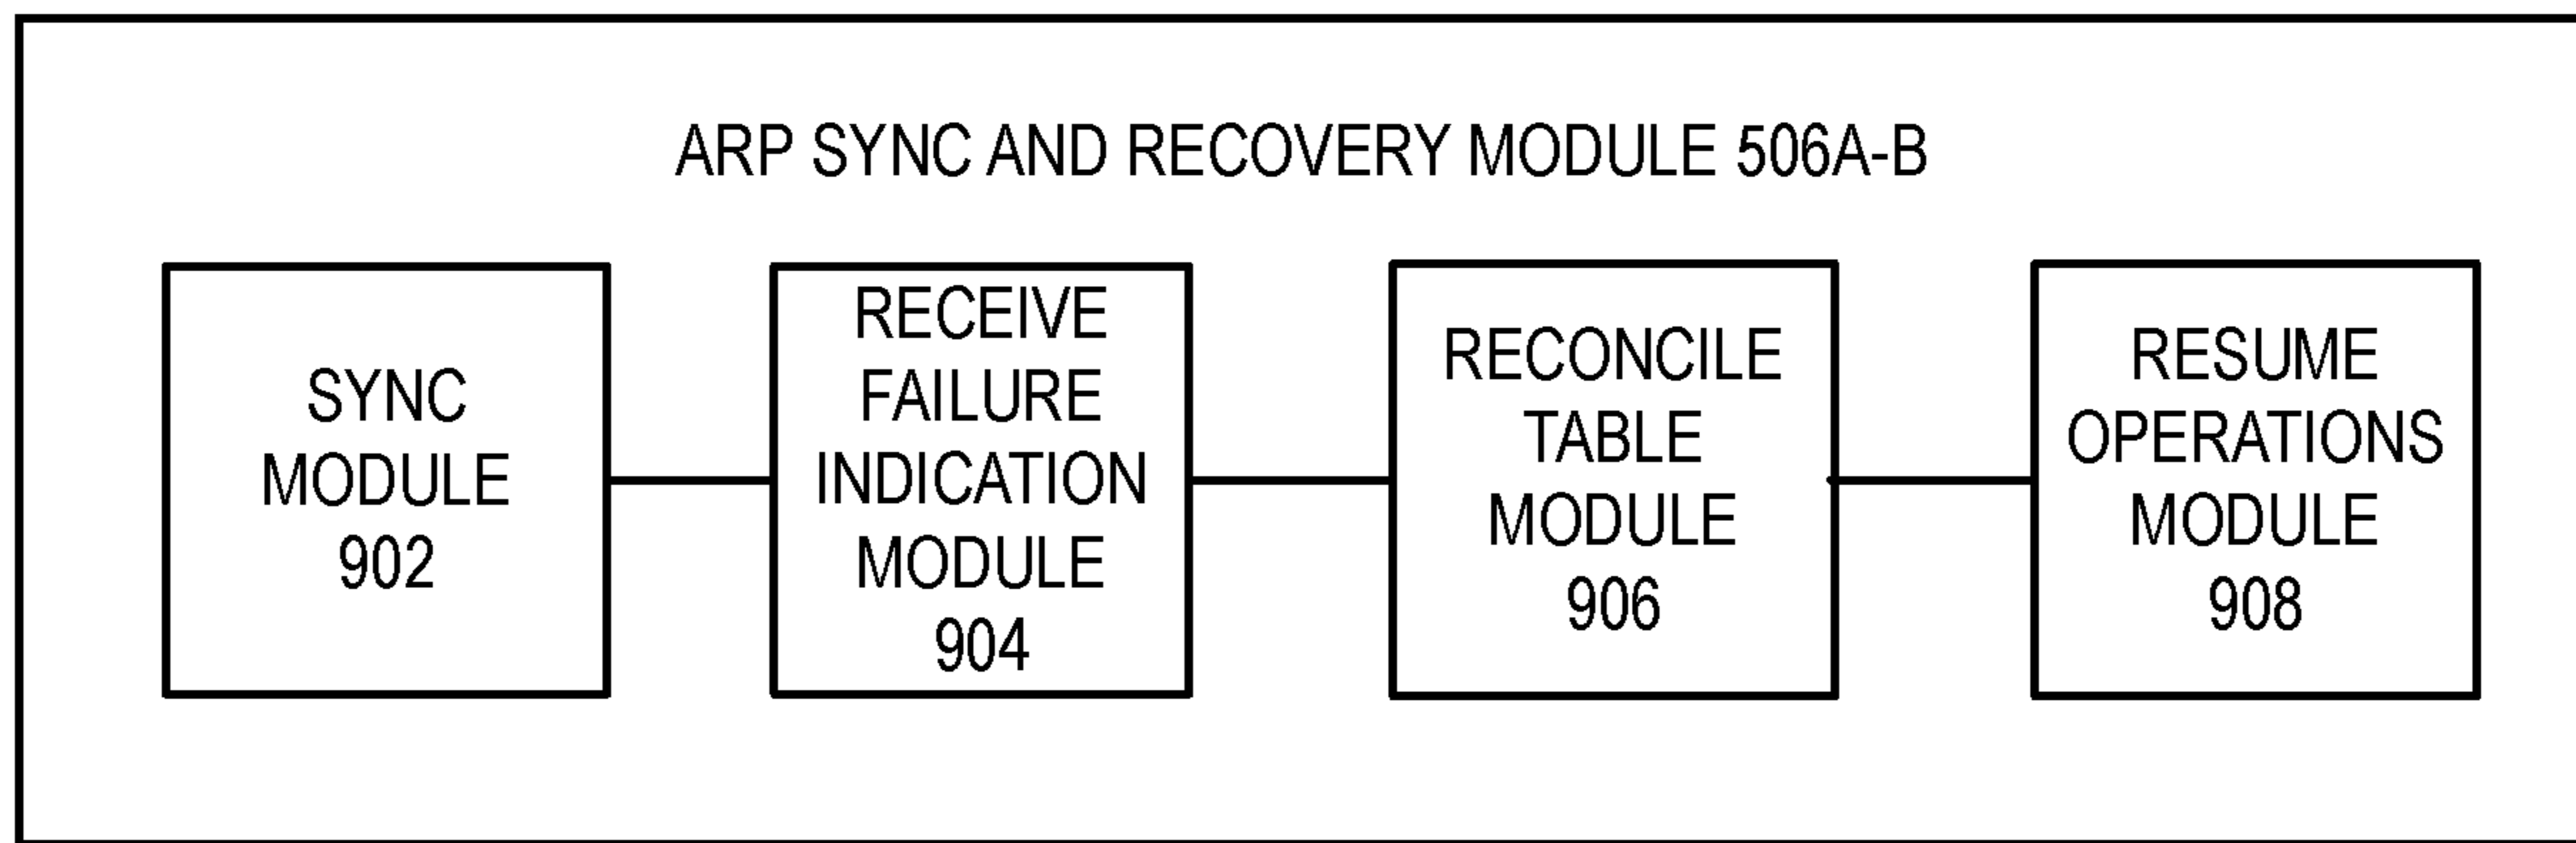 ARP SYNC AND RECOVERY MODULE 506A-B
SYNC
MODULE
902
RECEIVE
FAILURE
INDICATION
MODULE
904
RECONCILE
TABLE
MODULE
906
RESUME
OPERATIONS
MODULE
908